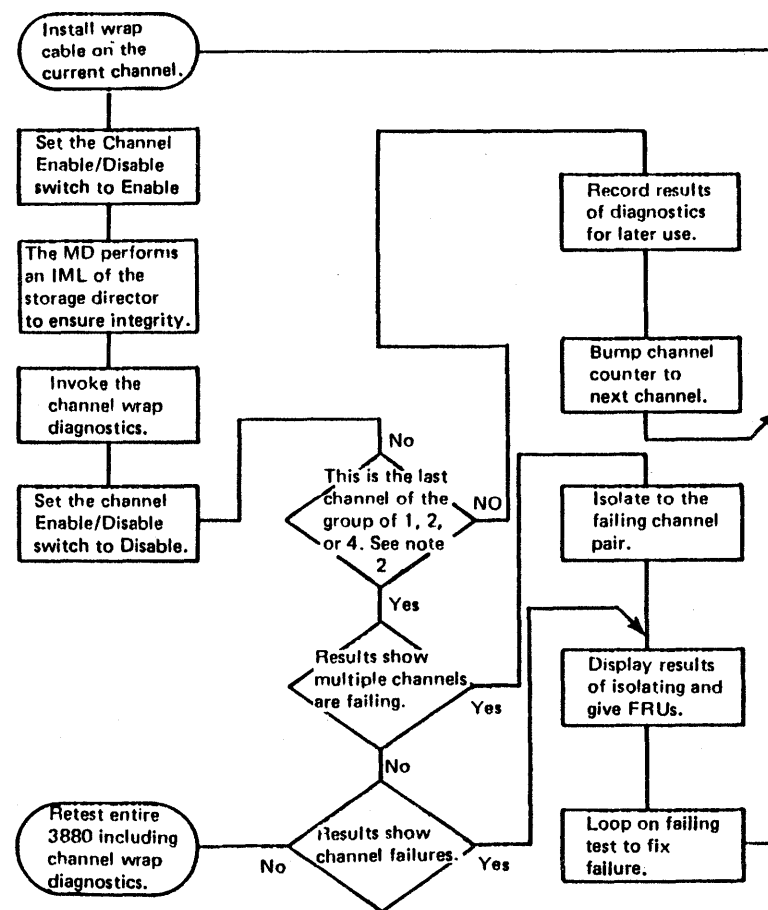 Install wrap
cable on the
current channel.
Set the Channel
Enable/Disable
switch to Enable
The MD performs
an IML of the
storage director
to ensure integrity.
Invoke the
channel wrap
diagnostics.
Set the channel
Enable/Disable
switch to Disable.
No
This is the last
channel of the
group of 1, 2,
or 4. See note
2
NO
Yes
Results show
multiple channels
are failing.
Yes
No
Results show
channel failures.
No
Yes
Retest entire
3880 including
channel wrap
diagnostics.
Record results
of diagnostics
for later use.
Bump channel
counter to
next channel.
Isolate to the
failing channel
pair.
Display results
of isolating and
give FRUs.
Loop on failing
test to fix
failure.